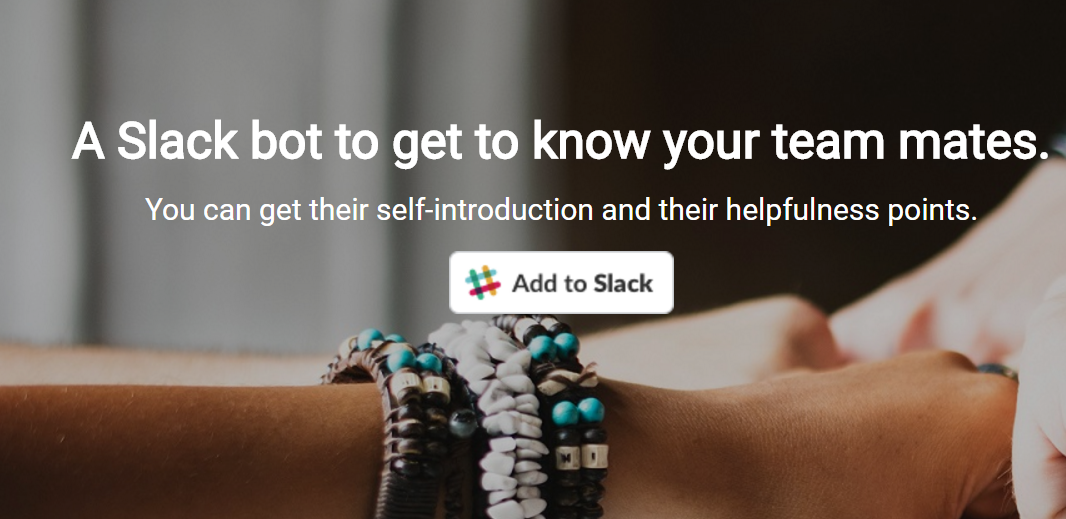 A Slack bot to get to know your team mates.
You can get their self-introduction and their helpfulness points.
Add to Slack